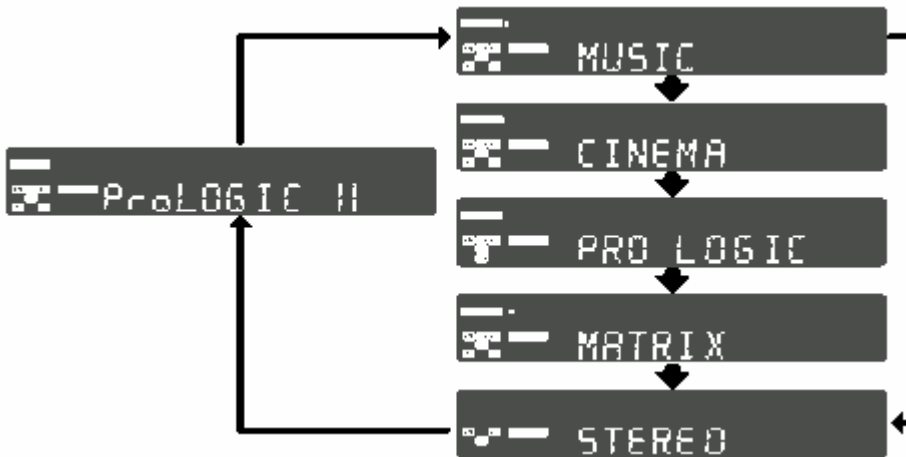 MUSIC
CINEMA
ProLOGIC II
PRO LOGIC
MATRIX
STEREO